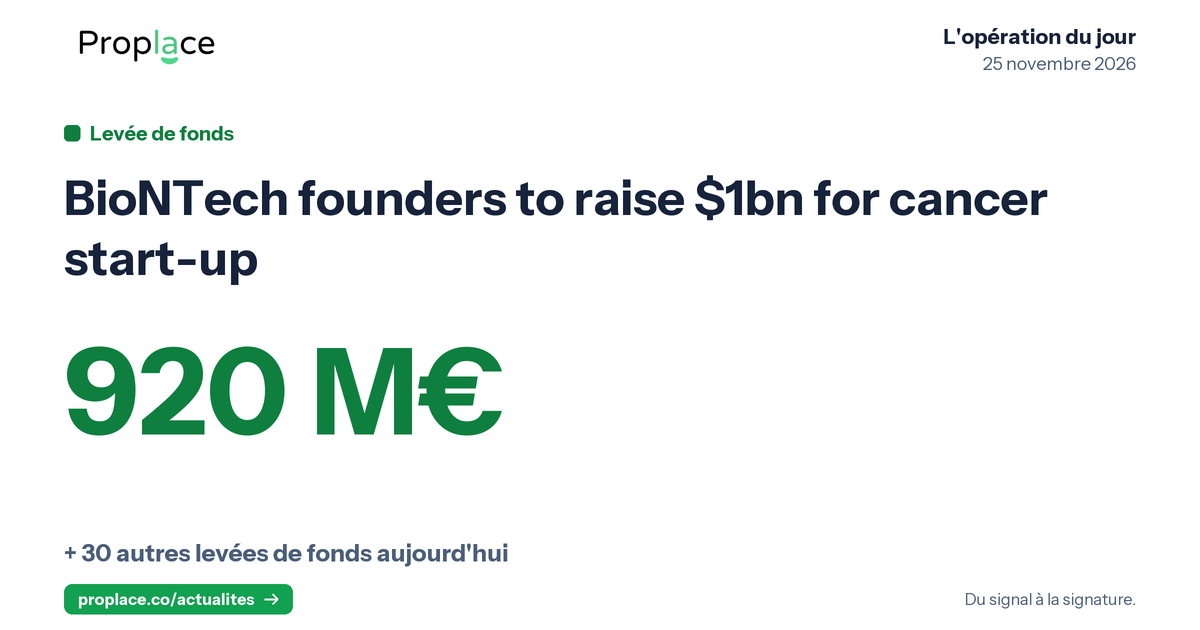 Proplace
L'opération du jour
25 novembre 2026
Levée de fonds
BioNTech founders to raise $1bn for cancer
start-up
920 M€
+ 30 autres levées de fonds aujourd'hui
proplace.co/actualites →
Du signal à la signature.